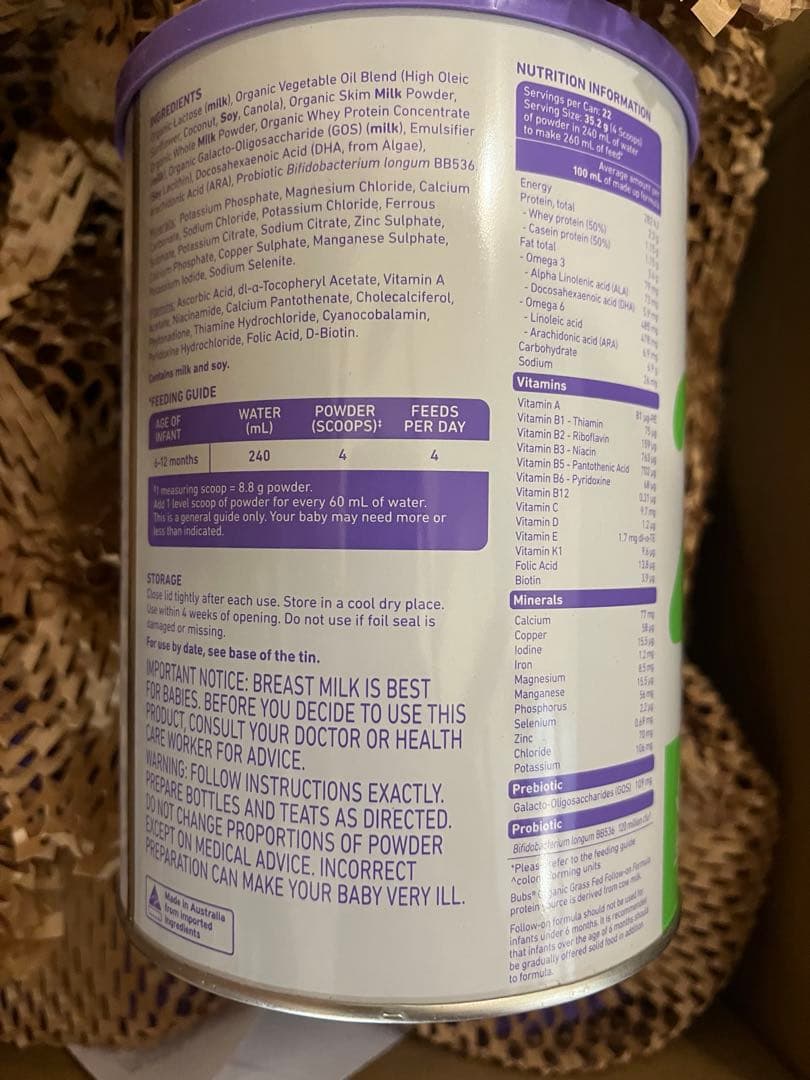 INGREDIENTS
Organic Lactose (milk), Organic Vegetable Oil Blend (High Oleic
Sunflower, Coconut, Soy, Canola), Organic Skim Milk Powder,
Organic Whole Milk Powder, Organic Whey Protein Concentrate
(milk), Organic Galacto-Oligosaccharide (GOS) (milk), Emulsifier
(Soy Lecithin), Docosahexaenoic Acid (DHA, from Algae),
Arachidonic Acid (ARA), Probiotic Bifidobacterium longum BB536.
Minerals: Potassium Phosphate, Magnesium Chloride, Calcium
Carbonate, Sodium Chloride, Potassium Chloride, Ferrous
Sulphate, Potassium Citrate, Sodium Citrate, Zinc Sulphate,
Calcium Phosphate, Copper Sulphate, Manganese Sulphate,
Potassium Iodide, Sodium Selenite.
Vitamins: Ascorbic Acid, dl-α-Tocopheryl Acetate, Vitamin A
Acetate, Niacinamide, Calcium Pantothenate, Cholecalciferol,
Phytonadione, Thiamine Hydrochloride, Cyanocobalamin,
Pyridoxine Hydrochloride, Folic Acid, D-Biotin.
Contains milk and soy.
*FEEDING GUIDE
AGE OF INFANT WATER (mL) POWDER (SCOOPS)‡ FEEDS PER DAY
6-12 months 240 4 4
‡1 measuring scoop = 8.8 g powder.
Add 1 level scoop of powder for every 60 mL of water.
This is a general guide only. Your baby may need more or
less than indicated.
STORAGE
Close lid tightly after each use. Store in a cool dry place.
Use within 4 weeks of opening. Do not use if foil seal is
damaged or missing.
For use by date, see base of the tin.
IMPORTANT NOTICE: BREAST MILK IS BEST
FOR BABIES. BEFORE YOU DECIDE TO USE THIS
PRODUCT, CONSULT YOUR DOCTOR OR HEALTH
CARE WORKER FOR ADVICE.
WARNING: FOLLOW INSTRUCTIONS EXACTLY.
PREPARE BOTTLES AND TEATS AS DIRECTED.
DO NOT CHANGE PROPORTIONS OF POWDER
EXCEPT ON MEDICAL ADVICE. INCORRECT
PREPARATION CAN MAKE YOUR BABY VERY ILL.
Made in Australia
from imported
ingredients
NUTRITION INFORMATION
Servings per Can: 22
Serving Size: 35.2 g (4 Scoops)
of powder in 240 mL of water
to make 260 mL of feed*
Average amount per
100 mL of made up formula
Energy
Protein, total
- Whey protein (50%)
- Casein protein (50%)
Fat total
- Omega 3
- Alpha Linolenic acid (ALA)
- Docosahexaenoic acid (DHA)
- Omega 6
- Linoleic acid
- Arachidonic acid (ARA)
Carbohydrate
Sodium
Vitamins
Vitamin A
Vitamin B1 - Thiamin
Vitamin B2 - Riboflavin
Vitamin B3 - Niacin
Vitamin B5 - Pantothenic Acid
Vitamin B6 - Pyridoxine
Vitamin B12
Vitamin C
Vitamin D
Vitamin E
Vitamin K1
Folic Acid
Biotin
Minerals
Calcium
Copper
Iodine
Iron
Magnesium
Manganese
Phosphorus
Selenium
Zinc
Chloride
Potassium
Prebiotic
Galacto-Oligosaccharides (GOS) 109 mg
Probiotic
Bifidobacterium longum BB536 120 million cfu^
*Please refer to the feeding guide
^colony forming units
Bubs® Organic Grass Fed Follow-on Formula
protein source is derived from cow milk.
Follow-on formula should not be used for
infants under 6 months. It is recommended
that infants over the age of 6 months should
be gradually offered solid food in addition
to formula.